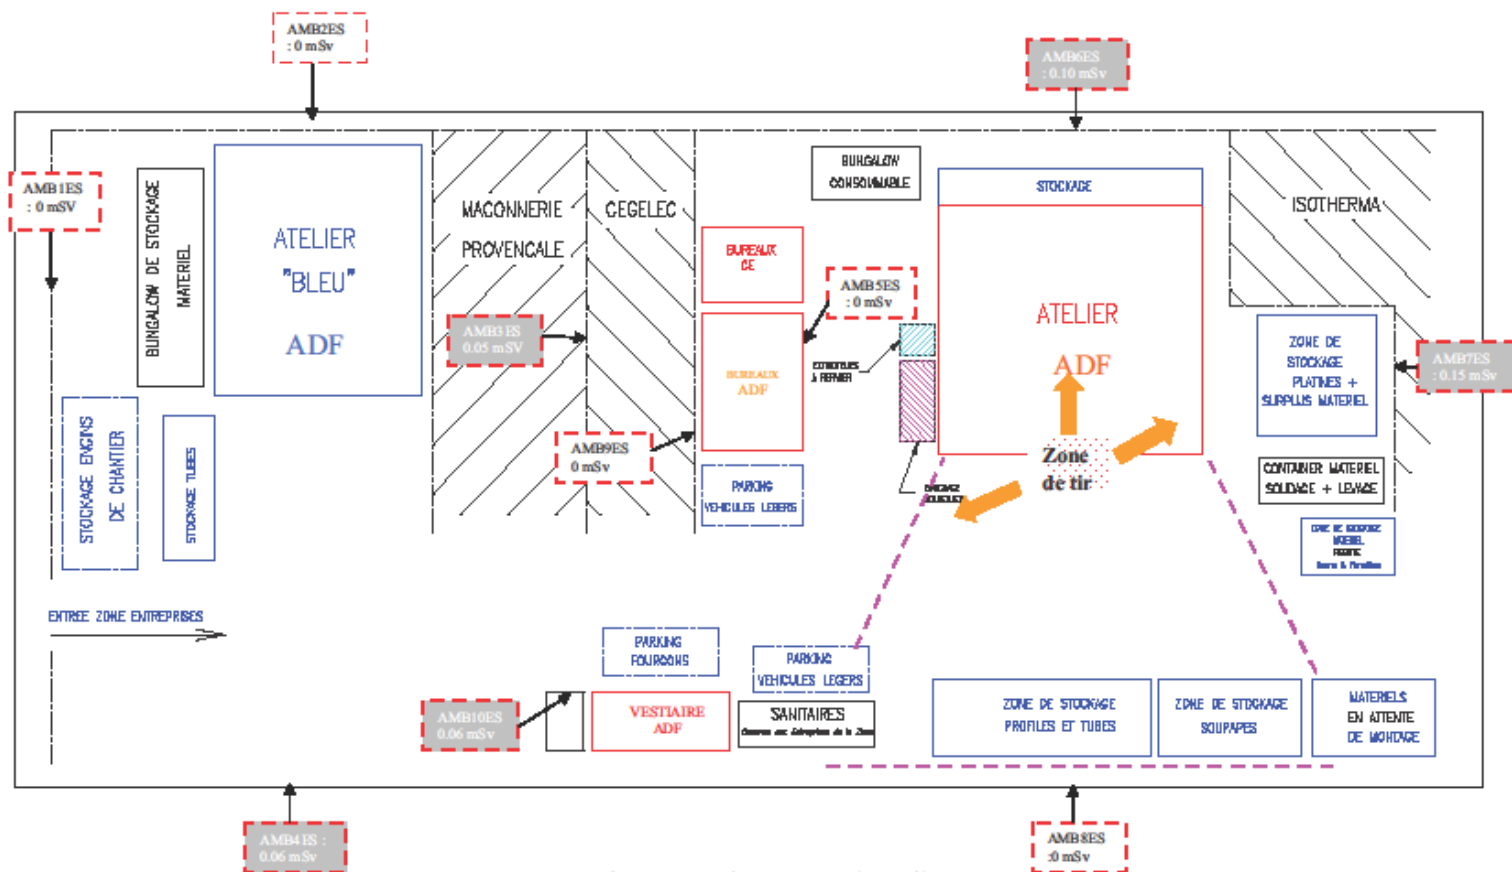 AMB2ES
: 0 mSv
AMB6ES
: 0.10 mSv
AMB1ES
: 0 mSV
BUNGALOW DE STOCKAGE
MATERIEL
ATELIER
"BLEU"
ADF
MACONNERIE
PROVENCALE
CEGELEC
AMB3ES
0.05 mSV
BUNGALOW
CONSOMMABLE
BUREAUX
CE
BUREAUX
ADF
AMB5ES
: 0 mSv
AMB9ES
0 mSv
PARKING
VEHICULES LEGERS
STOCKAGE
ATELIER
ADF
Zone
de tir
ISOTHERMA
ZONE DE
STOCKAGE
PLATINES +
SURPLUS MATERIEL
AMB7ES
: 0.15 mSv
CONTAINER MATERIEL
SOUDAGE + LEVAGE
STOCKAGE ENGINS
DE CHANTIER
STOCKAGE TUBES
ENTREE ZONE ENTREPRISES
PARKING
FOURGONS
PARKING
VEHICULES LEGERS
AMB10ES
0.06 mSv
VESTIAIRE
ADF
SANITAIRES
ZONE DE STOCKAGE
PROFILES ET TUBES
ZONE DE STOCKAGE
SOUPAPES
MATERIELS
EN ATTENTE
DE MONTAGE
AMB4ES :
0.06 mSv
AMB8ES
:0 mSv